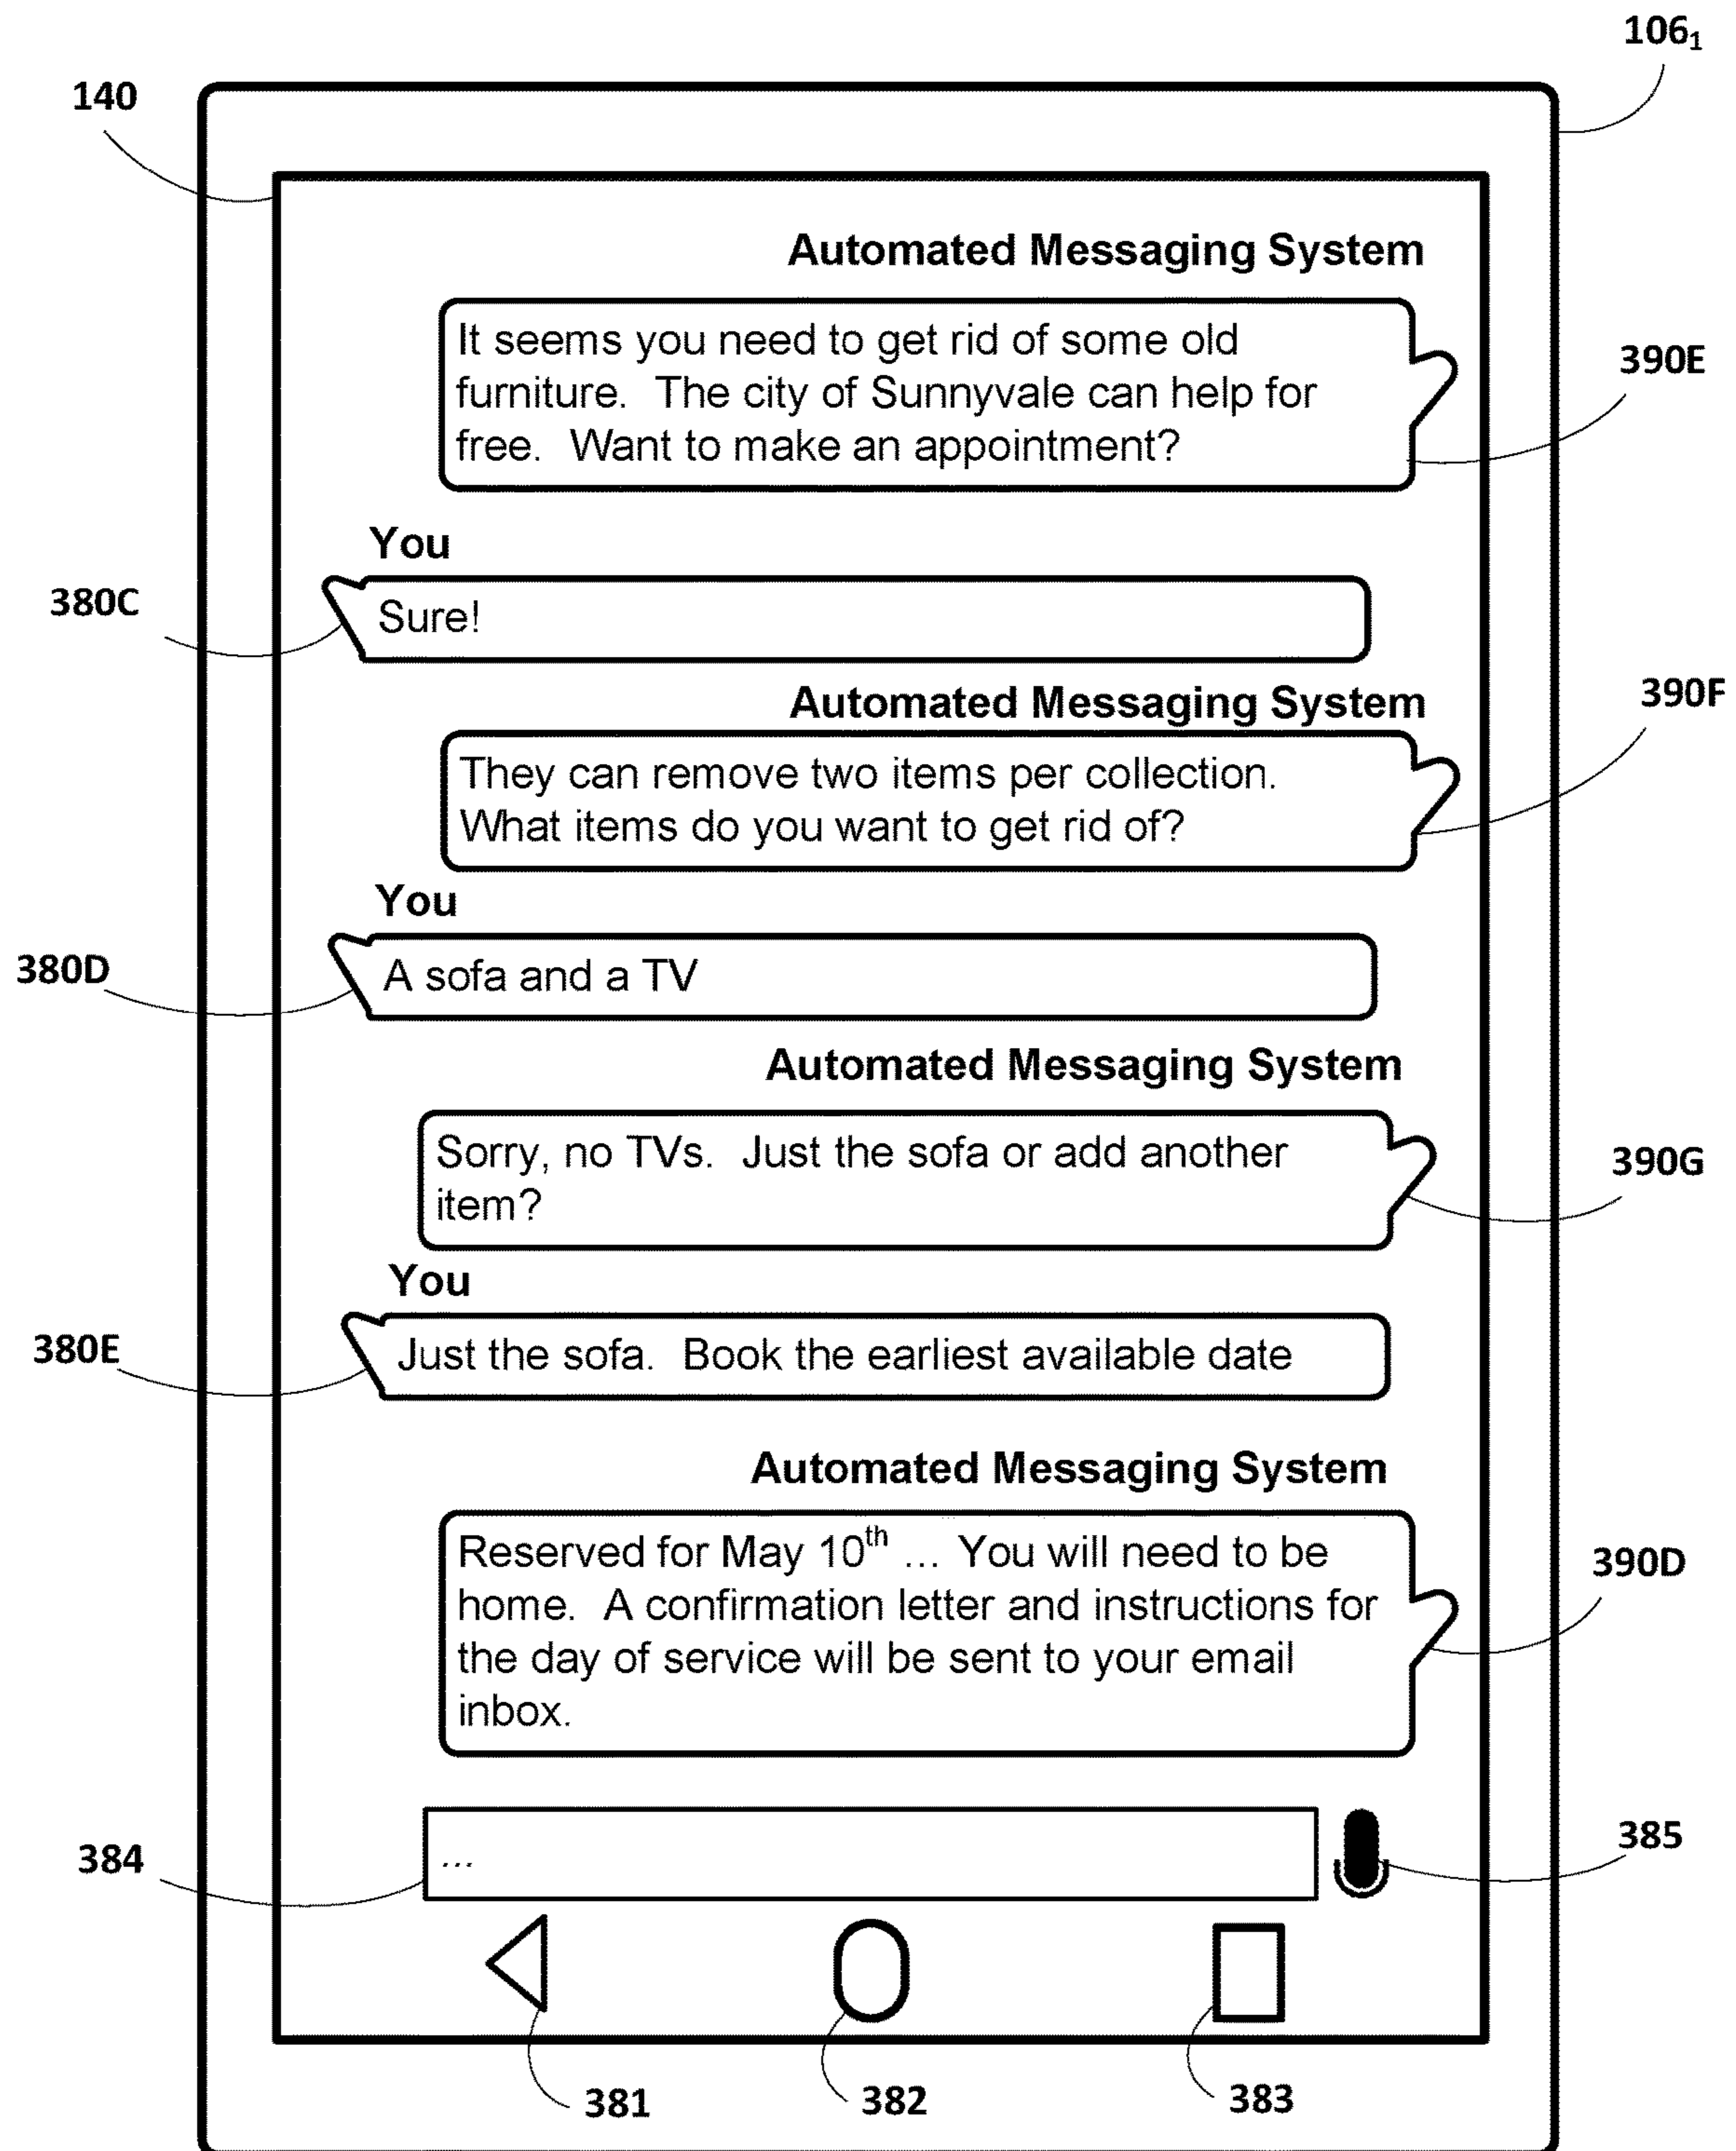 106₁
140
Automated Messaging System
It seems you need to get rid of some old
furniture.  The city of Sunnyvale can help for
free.  Want to make an appointment?
390E
You
380C
Sure!
Automated Messaging System
390F
They can remove two items per collection.
What items do you want to get rid of?
You
380D
A sofa and a TV
Automated Messaging System
Sorry, no TVs.  Just the sofa or add another
item?
390G
You
380E
Just the sofa.  Book the earliest available date
Automated Messaging System
Reserved for May 10th ...  You will need to be
home.  A confirmation letter and instructions for
the day of service will be sent to your email
inbox.
390D
384
...
385
381
382
383